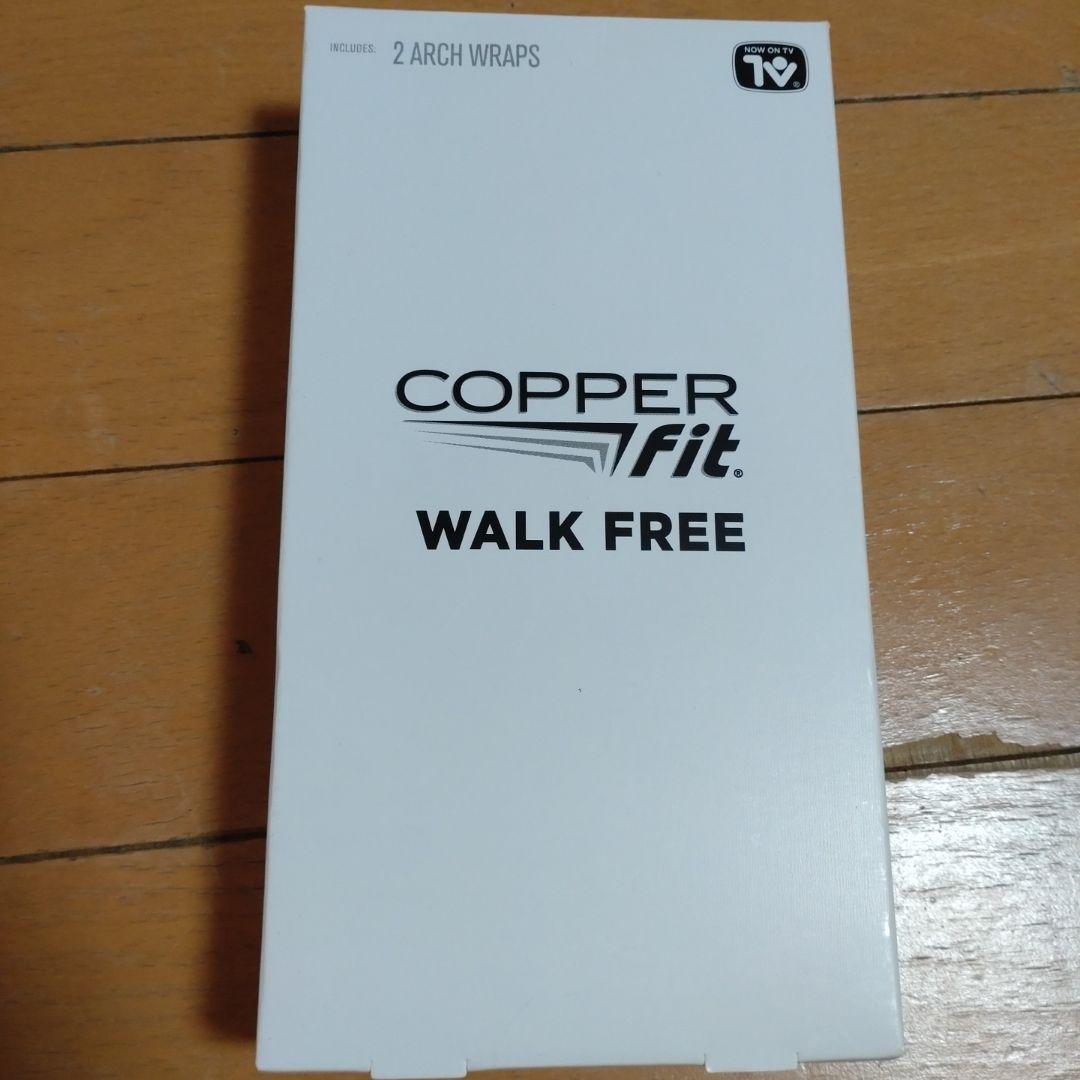 INCLUDES: 2 ARCH WRAPS
NOW ON TV
TV®
COPPER
fit®
WALK FREE